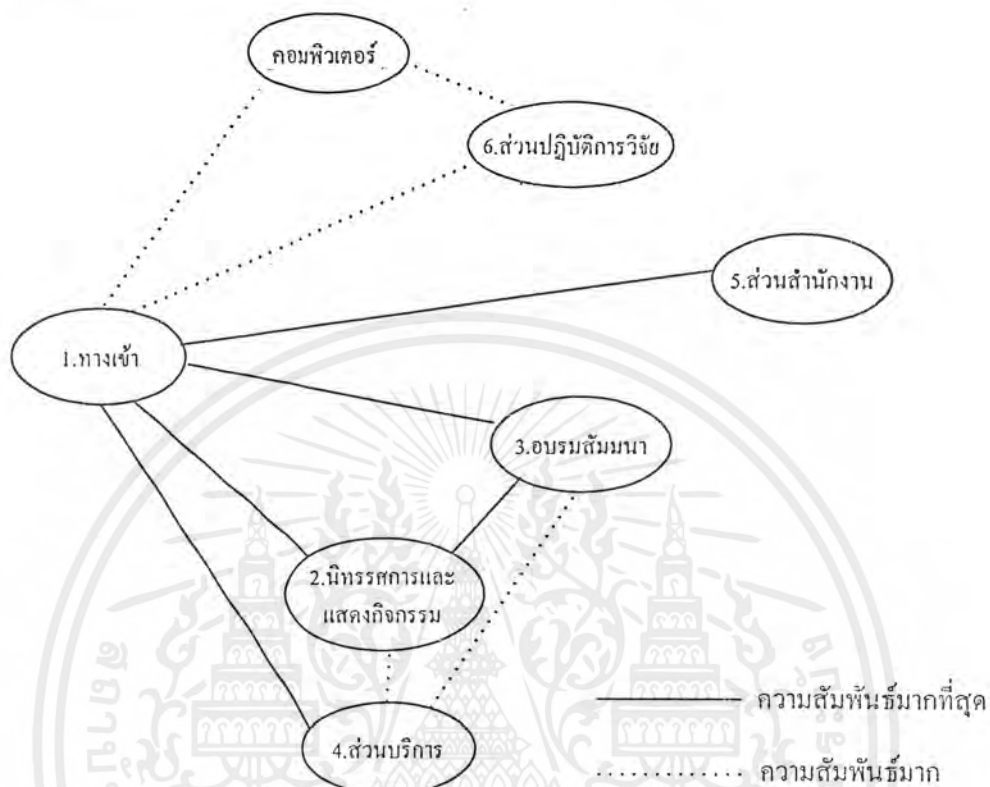 คอมพิวเตอร์
6.ส่วนปฏิบัติการวิจัย
5.ส่วนสำนักงาน
1.ทางเข้า
3.อบรมสัมมนา
2.นิทรรศการและ
แสดงกิจกรรม
4.ส่วนบริการ
ความสัมพันธ์มากที่สุด
ความสัมพันธ์มาก